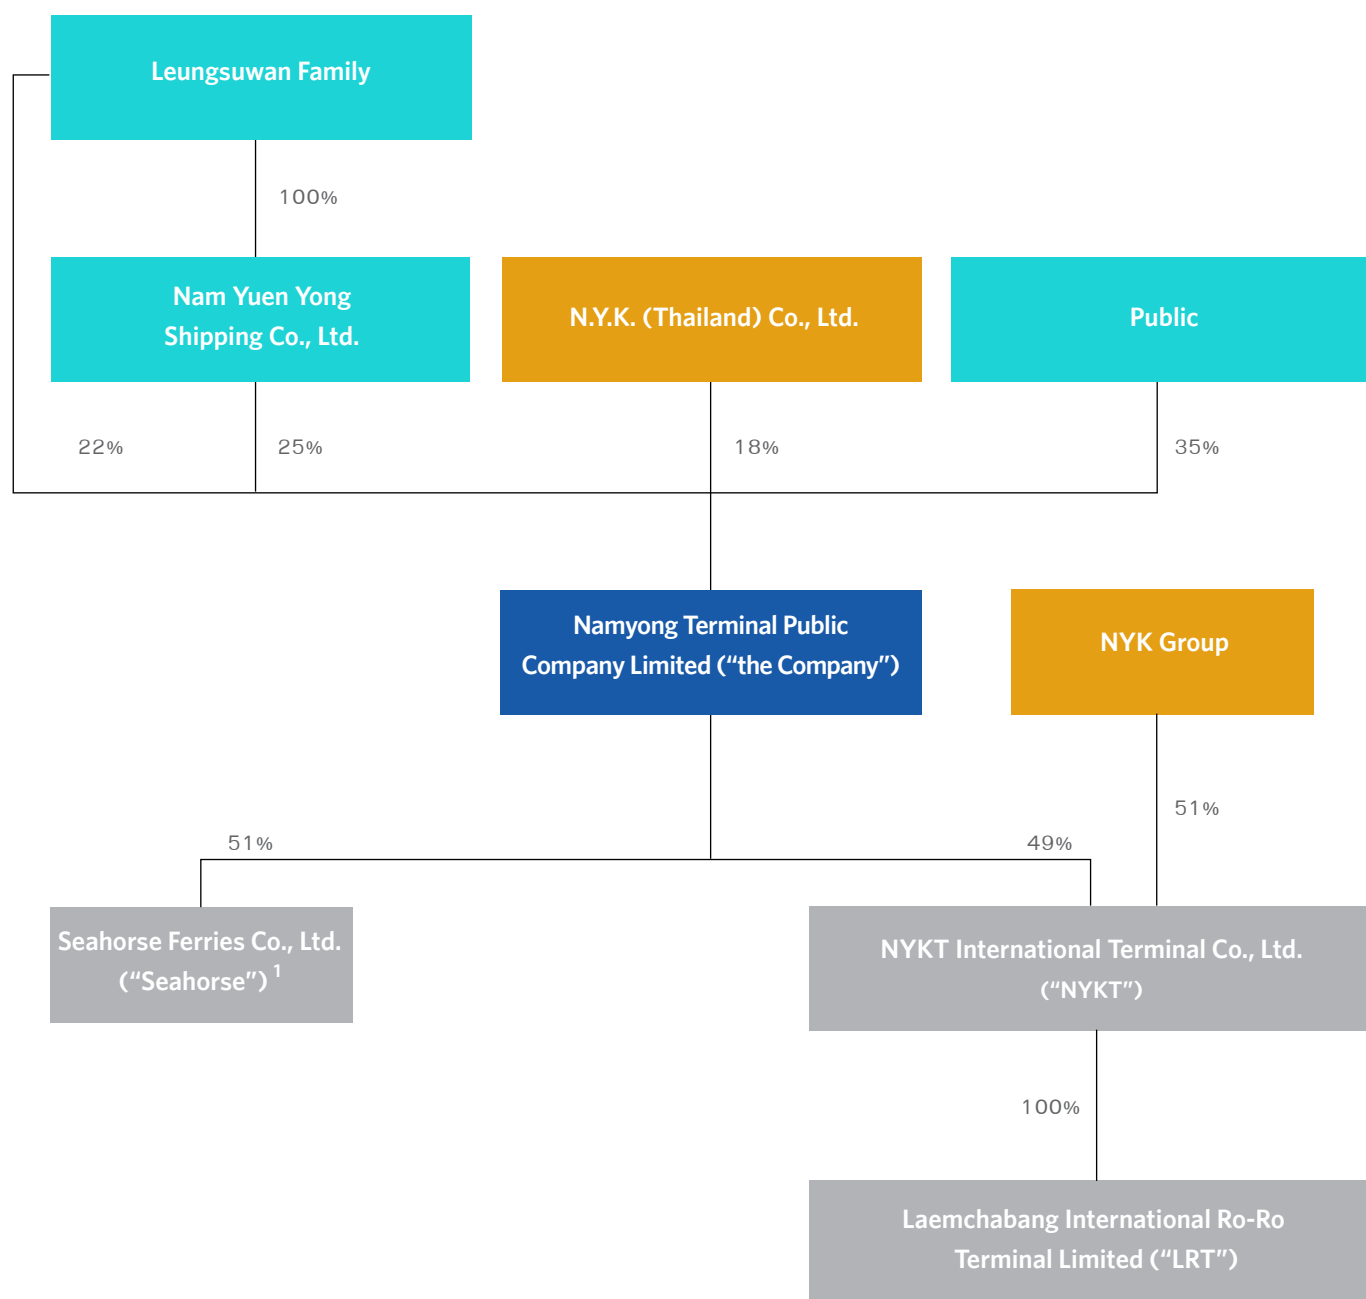 Leungsuwan Family
100%
Nam Yuen Yong
Shipping Co., Ltd.
N.Y.K. (Thailand) Co., Ltd.
Public
22%
25%
18%
35%
Namyong Terminal Public
Company Limited (“the Company”)
NYK Group
51%
51%
49%
Seahorse Ferries Co., Ltd.
(“Seahorse”) 1
NYKT International Terminal Co., Ltd.
(“NYKT”)
100%
Laemchabang International Ro-Ro
Terminal Limited (“LRT”)